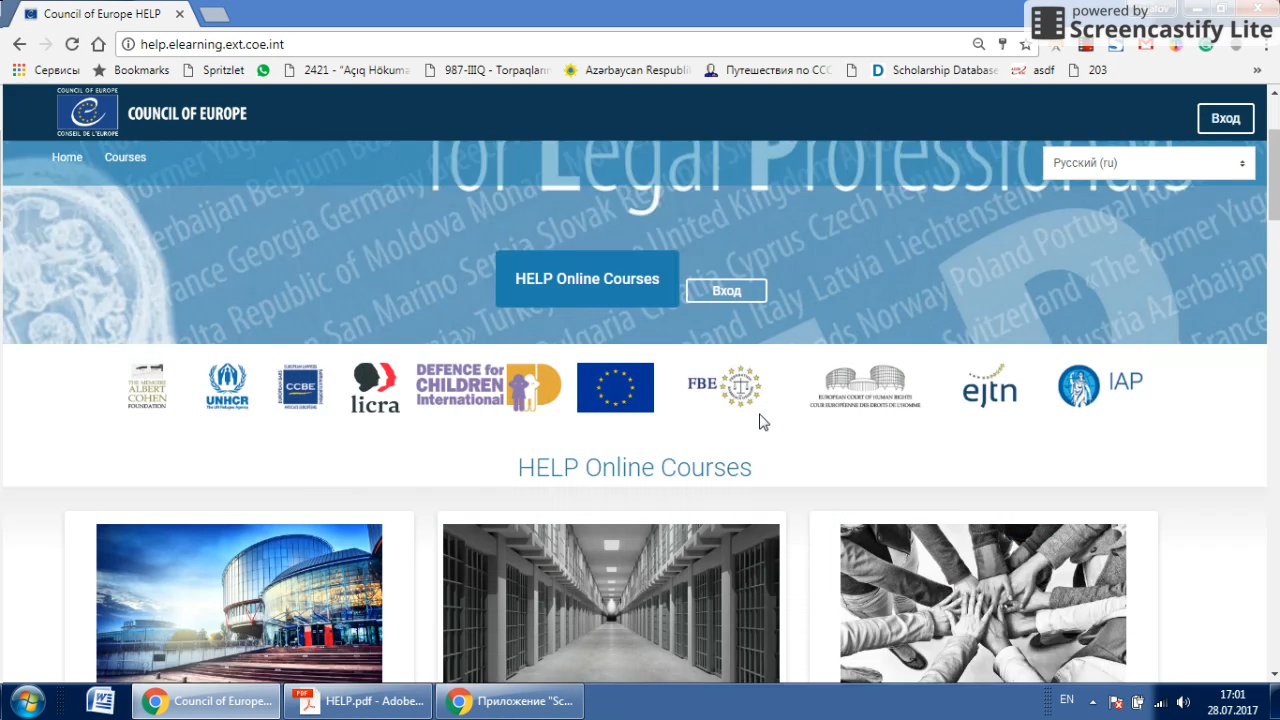 Council of Europe HELP
powered by
Screencastify Lite
help.elearning.ext.coe.int
Сервисы
Bookmarks
Spritzlet
2421 - "Açıq Hökuma
987-IIIQ - Torpaqların
Azərbaycan Respubli
Путешествия по ССС
Scholarship Database
asdf
203
»
COUNCIL OF EUROPE
COUNCIL OF EUROPE
CONSEIL DE L'EUROPE
Вход
Home
Courses
Русский (ru)
for Legal Professionals
HELP Online Courses
Вход
THE MEMOIRE
ALBERT
COHEN
FOUNDATION
UNHCR
The UN Refugee Agency
CCBE
licra
DEFENCE for
CHILDREN
International
FBE
EUROPEAN COURT OF HUMAN RIGHTS
COUR EUROPÉENNE DES DROITS DE L'HOMME
ejtn
IAP
HELP Online Courses
Council of Europe...
HELP.pdf - Adobe...
Приложение "Sc...
EN
17:01
28.07.2017